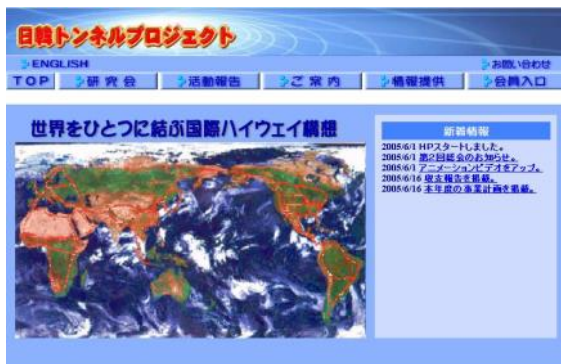 日韓トンネルプロジェクト
ENGLISH
お問い合わせ
TOP
研究会
活動報告
ご案内
情報提供
会員入口
世界をひとつに結ぶ国際ハイウェイ構想
新着情報
2005/6/1 HPスタートしました。
2005/6/1 第2回総会のお知らせ。
2005/6/1 アニメーションビデオをアップ。
2005/6/16 収支報告を掲載。
2005/6/16 本年度の事業計画を掲載。